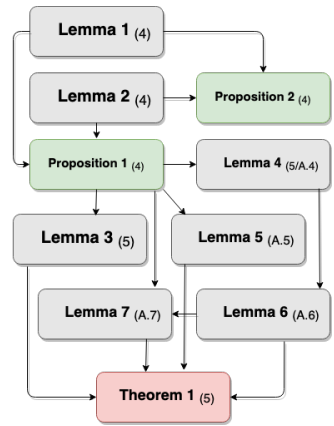 Lemma 1 (4)
Lemma 2 (4)
Proposition 2 (4)
Proposition 1 (4)
Lemma 4 (5/A.4)
Lemma 3 (5)
Lemma 5 (A.5)
Lemma 7 (A.7)
Lemma 6 (A.6)
Theorem 1 (5)